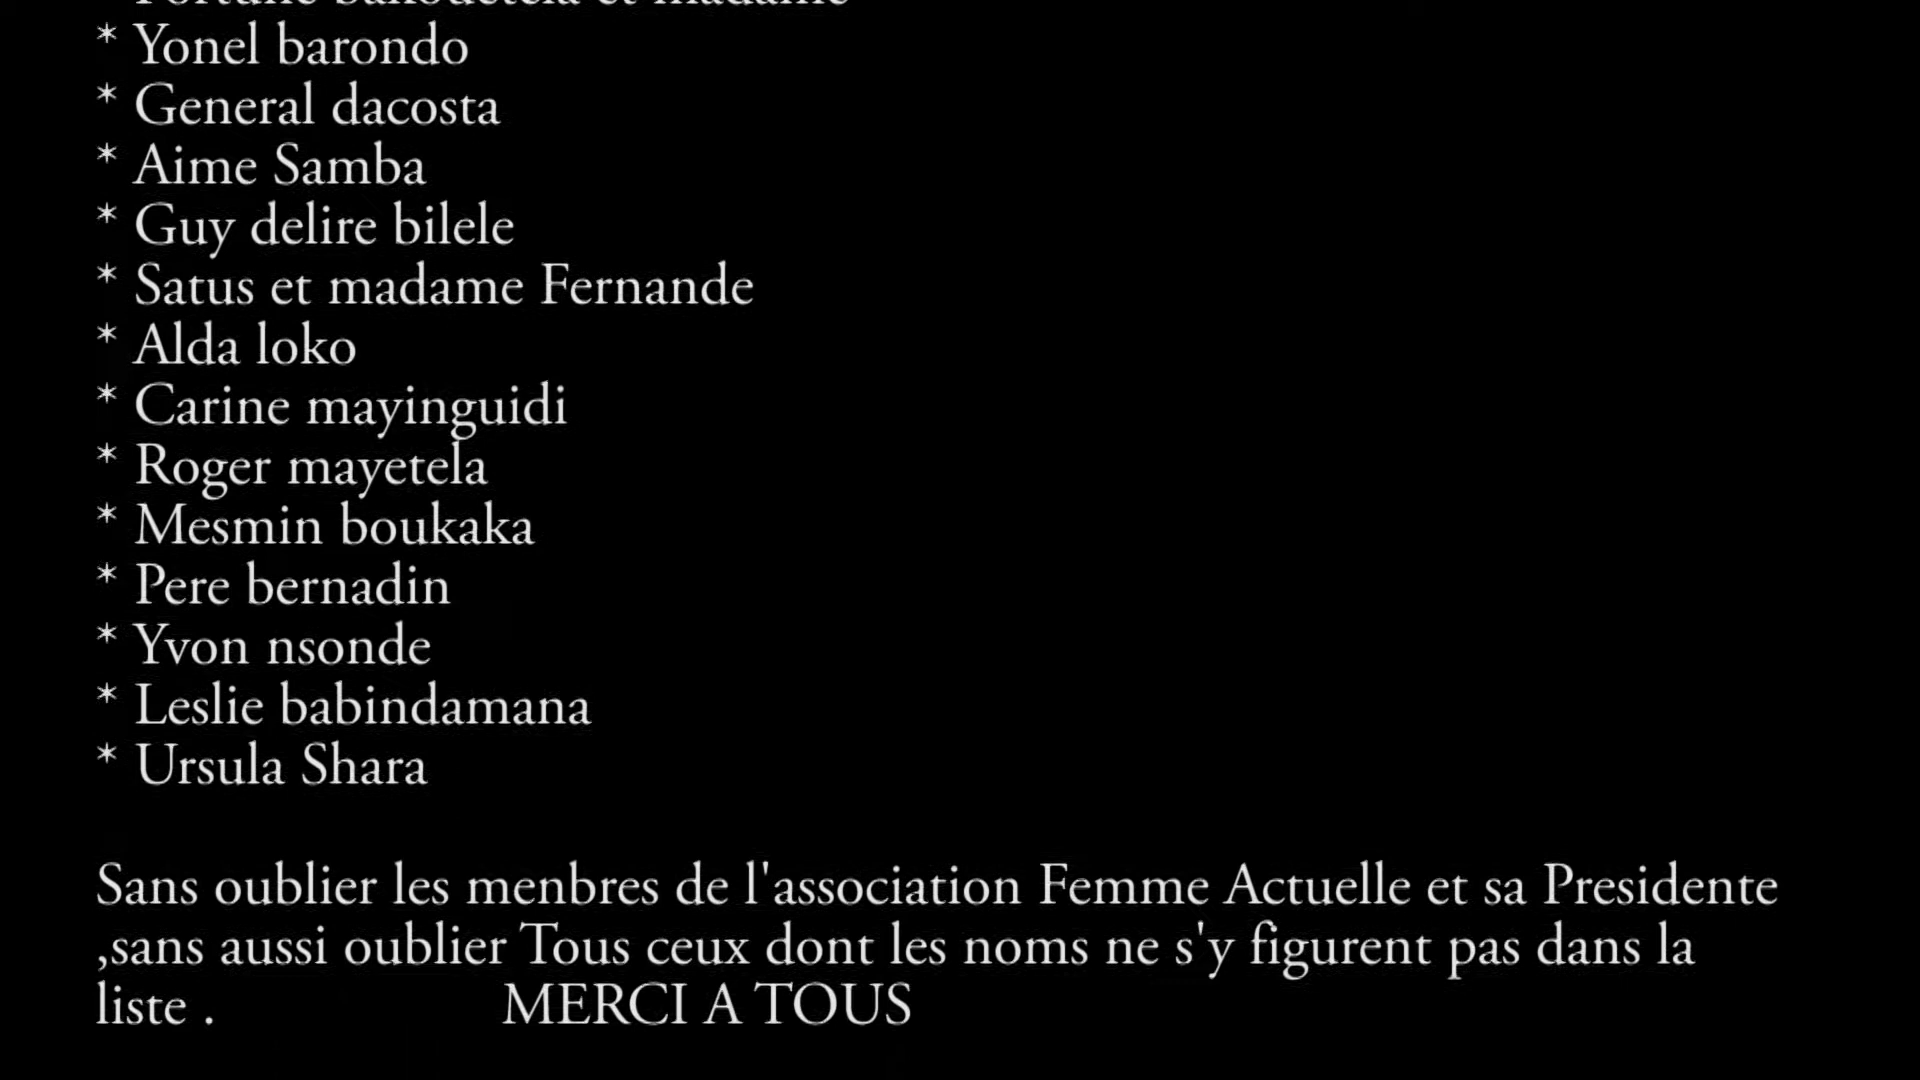 et madame
* Yonel barondo
* General dacosta
* Aime Samba
* Guy delire bilele
* Satus et madame Fernande
* Alda loko
* Carine mayinguidi
* Roger mayetela
* Mesmin boukaka
* Pere bernadin
* Yvon nsonde
* Leslie babindamana
* Ursula Shara
Sans oublier les menbres de l'association Femme Actuelle et sa Presidente
,sans aussi oublier Tous ceux dont les noms ne s'y figurent pas dans la
liste . MERCI A TOUS